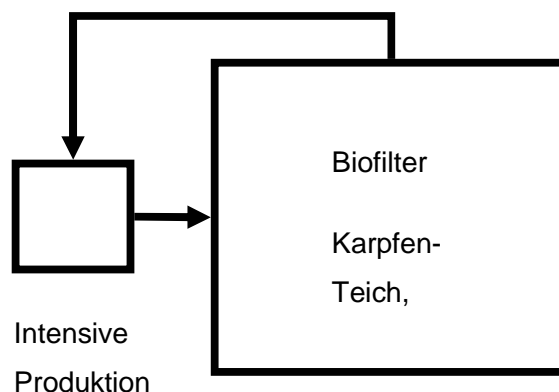 Biofilter
Karpfen-
Teich,
Intensive
Produktion